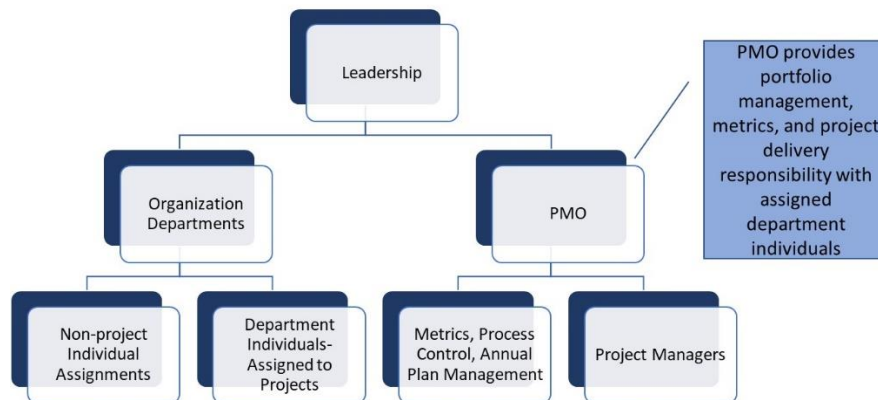 Leadership
Organization
Departments
PMO
Non-project
Individual
Assignments
Department
Individuals-
Assigned to
Projects
Metrics, Process
Control, Annual
Plan Management
Project Managers
PMO provides
portfolio
management,
metrics, and project
delivery
responsibility with
assigned
department
individuals